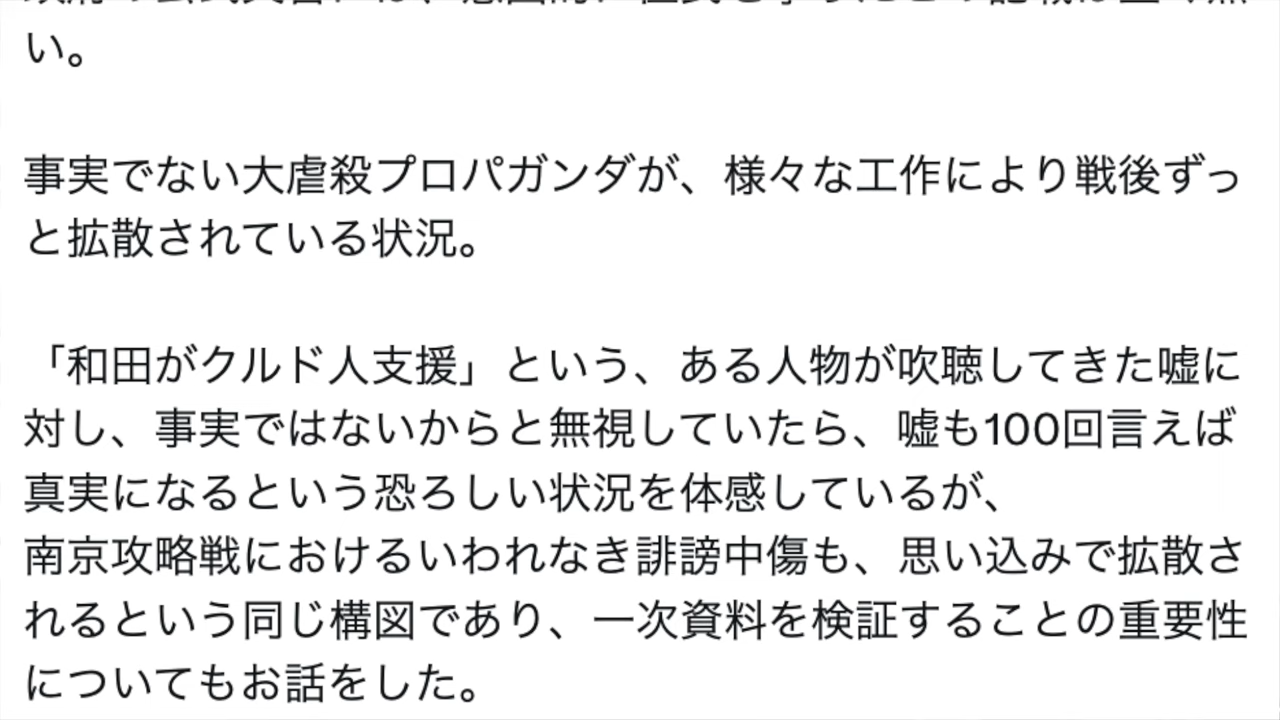 い。
事実でない大虐殺プロパガンダが、様々な工作により戦後ずっ
と拡散されている状況。
「和田がクルド人支援」という、ある人物が吹聴してきた嘘に
対し、事実ではないからと無視していたら、嘘も100回言えば
真実になるという恐ろしい状況を体感しているが、
南京攻略戦におけるいわれなき誹謗中傷も、思い込みで拡散さ
れるという同じ構図であり、一次資料を検証することの重要性
についてもお話をした。